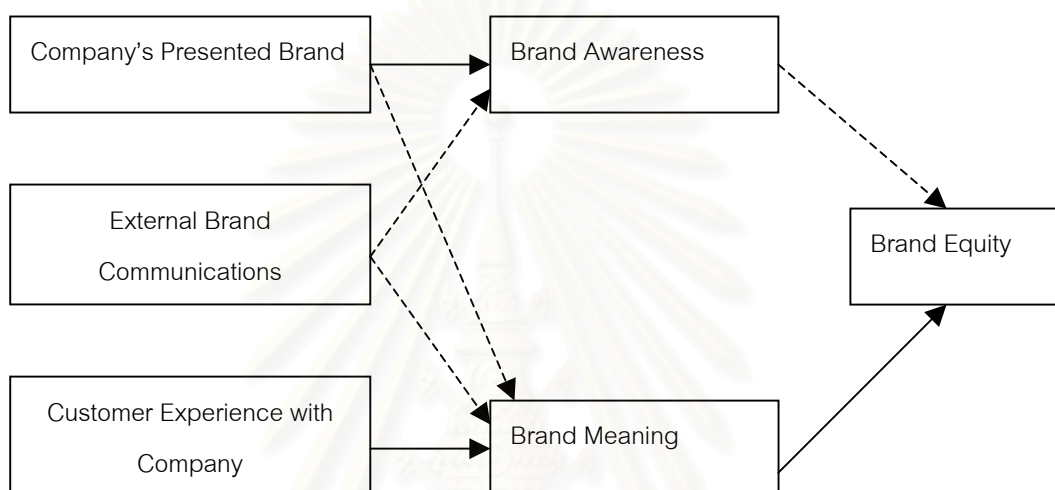 Company’s Presented Brand
Brand Awareness
External Brand
Communications
Brand Equity
Customer Experience with
Company
Brand Meaning